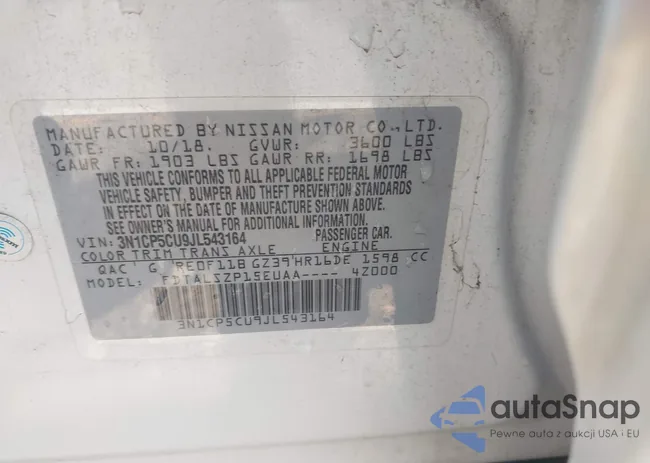 MANUFACTURED BY NISSAN MOTOR CO., LTD.
DATE: 10/18. GVWR: 3600 LBS
GAWR FR: 1903 LBS GAWR RR: 1698 LBS
THIS VEHICLE CONFORMS TO ALL APPLICABLE FEDERAL MOTOR
VEHICLE SAFETY, BUMPER AND THEFT PREVENTION STANDARDS
IN EFFECT ON THE DATE OF MANUFACTURE SHOWN ABOVE.
SEE OWNER'S MANUAL FOR ADDITIONAL INFORMATION.
VIN: 3N1CP5CU9JL543164 PASSENGER CAR.
COLOR TRIM TRANS AXLE ENGINE
QAC G RE0F11B GZ39 HR16DE 1598 CC
MODEL: FDTALSZP15EUAA---- 4Z000
3N1CP5CU9JL543164
autaSnap
Pewne auto z aukcji USA i EU